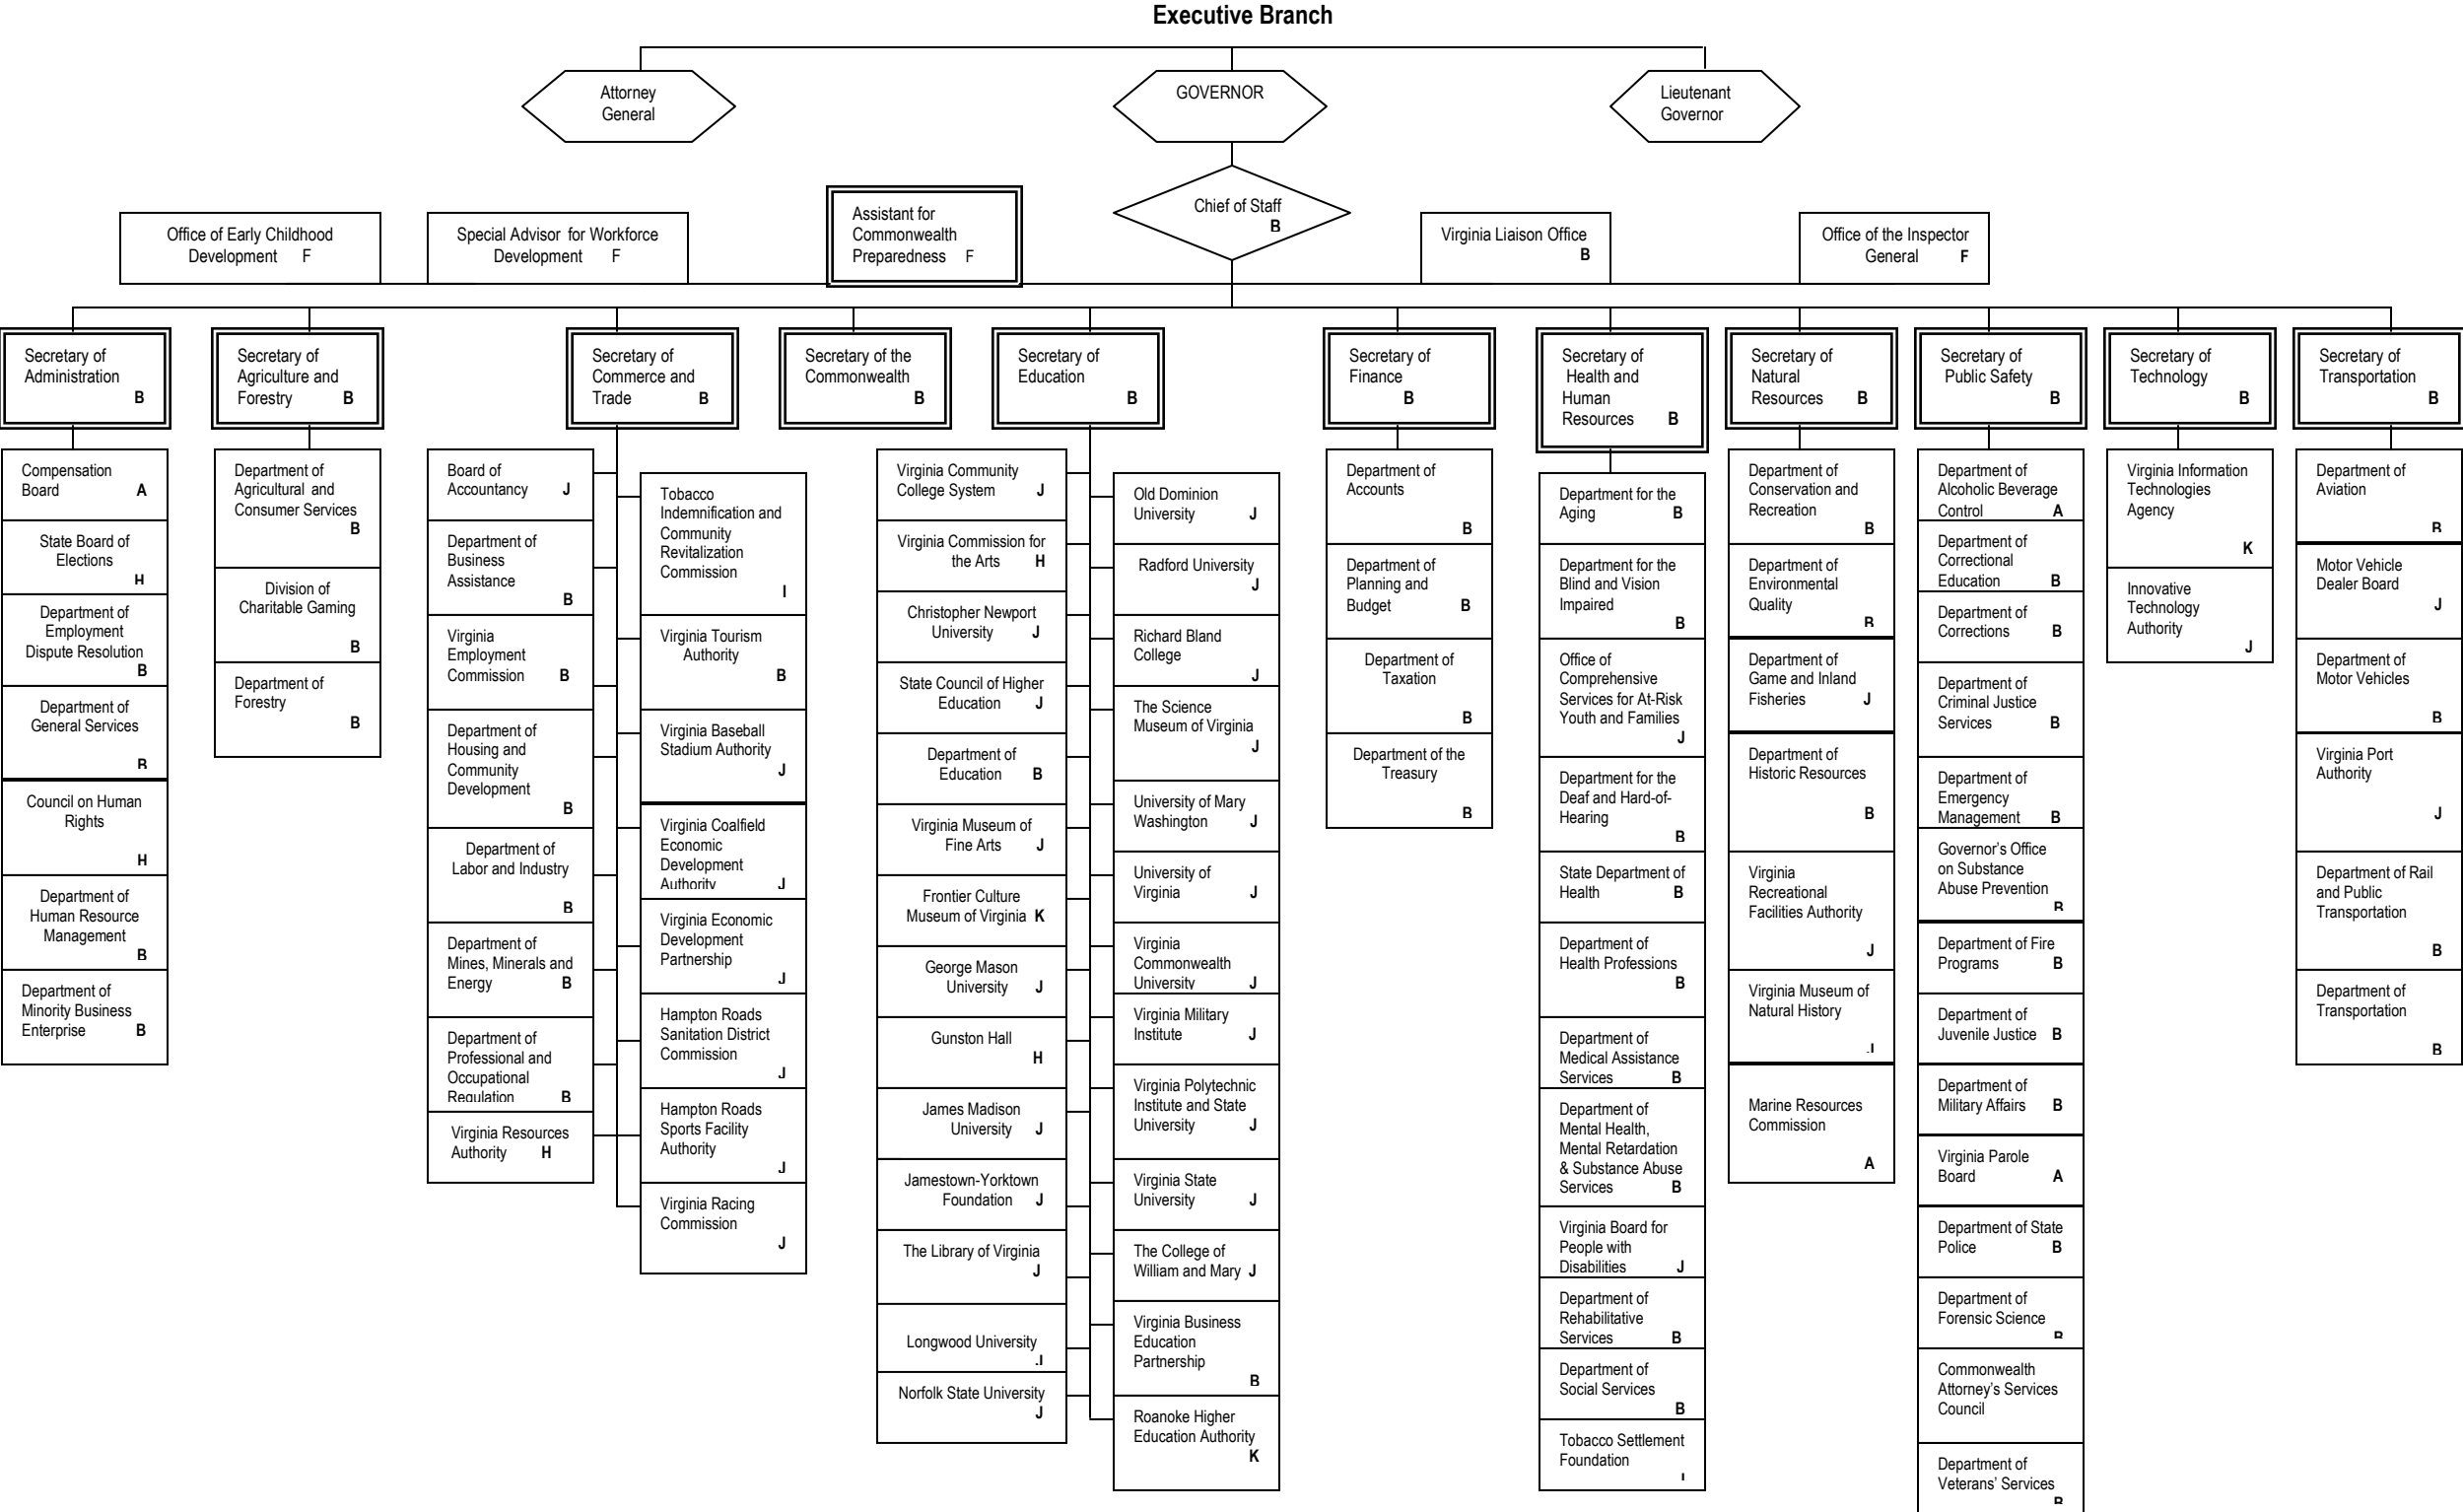 Executive Branch
Attorney
General
GOVERNOR
Lieutenant
Governor
Chief of Staff
B
Office of Early Childhood
Development F
Special Advisor for Workforce
Development F
Assistant for
Commonwealth
Preparedness F
Virginia Liaison Office
B
Office of the Inspector
General F
Secretary of
Administration
B
Secretary of
Agriculture and
Forestry B
Secretary of
Commerce and
Trade B
Secretary of the
Commonwealth
B
Secretary of
Education
B
Secretary of
Finance
B
Secretary of
Health and
Human
Resources B
Secretary of
Natural
Resources B
Secretary of
Public Safety
B
Secretary of
Technology
B
Secretary of
Transportation
B
Compensation
Board A
State Board of
Elections
H
Department of
Employment
Dispute Resolution
B
Department of
General Services
B
Council on Human
Rights
H
Department of
Human Resource
Management
B
Department of
Minority Business
Enterprise B
Department of
Agricultural and
Consumer Services
B
Division of
Charitable Gaming
B
Department of
Forestry
B
Board of
Accountancy J
Department of
Business
Assistance
B
Virginia
Employment
Commission B
Department of
Housing and
Community
Development
B
Department of
Labor and Industry
B
Department of
Mines, Minerals and
Energy B
Department of
Professional and
Occupational
Regulation B
Virginia Resources
Authority H
Tobacco
Indemnification and
Community
Revitalization
Commission
I
Virginia Tourism
Authority
B
Virginia Baseball
Stadium Authority
J
Virginia Coalfield
Economic
Development
Authority J
Virginia Economic
Development
Partnership
J
Hampton Roads
Sanitation District
Commission
J
Hampton Roads
Sports Facility
Authority
J
Virginia Racing
Commission
J
Virginia Community
College System J
Virginia Commission for
the Arts H
Christopher Newport
University J
State Council of Higher
Education J
Department of
Education B
Virginia Museum of
Fine Arts J
Frontier Culture
Museum of Virginia K
George Mason
University J
Gunston Hall
H
James Madison
University J
Jamestown-Yorktown
Foundation J
The Library of Virginia
J
Longwood University
J
Norfolk State University
J
Old Dominion
University J
Radford University
J
Richard Bland
College
J
The Science
Museum of Virginia
J
University of Mary
Washington J
University of
Virginia J
Virginia
Commonwealth
University J
Virginia Military
Institute J
Virginia Polytechnic
Institute and State
University J
Virginia State
University J
The College of
William and Mary J
Virginia Business
Education
Partnership
B
Roanoke Higher
Education Authority
K
Department of
Accounts
B
Department of
Planning and
Budget B
Department of
Taxation
B
Department of the
Treasury
B
Department for the
Aging B
Department for the
Blind and Vision
Impaired
B
Office of
Comprehensive
Services for At-Risk
Youth and Families
J
Department for the
Deaf and Hard-of-
Hearing
B
State Department of
Health B
Department of
Health Professions
B
Department of
Medical Assistance
Services B
Department of
Mental Health,
Mental Retardation
& Substance Abuse
Services B
Virginia Board for
People with
Disabilities J
Department of
Rehabilitative
Services B
Department of
Social Services
B
Tobacco Settlement
Foundation
Department of
Conservation and
Recreation
B
Department of
Environmental
Quality
B
Department of
Game and Inland
Fisheries J
Department of
Historic Resources
B
Virginia
Recreational
Facilities Authority
J
Virginia Museum of
Natural History
J
Marine Resources
Commission
A
Department of
Alcoholic Beverage
Control A
Department of
Correctional
Education B
Department of
Corrections B
Department of
Criminal Justice
Services B
Department of
Emergency
Management B
Governor's Office
on Substance
Abuse Prevention
B
Department of Fire
Programs B
Department of
Juvenile Justice B
Department of
Military Affairs B
Virginia Parole
Board A
Department of State
Police B
Department of
Forensic Science
B
Commonwealth
Attorney's Services
Council
Department of
Veterans' Services
B
Virginia Information
Technologies
Agency
K
Innovative
Technology
Authority
J
Department of
Aviation
B
Motor Vehicle
Dealer Board
J
Department of
Motor Vehicles
B
Virginia Port
Authority
J
Department of Rail
and Public
Transportation
B
Department of
Transportation
B